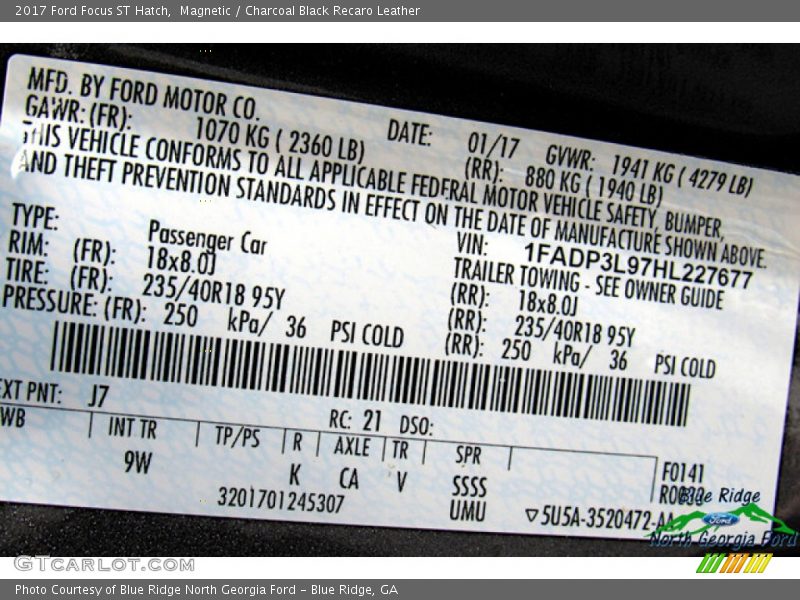 2017 Ford Focus ST Hatch,  Magnetic / Charcoal Black Recaro Leather
MFD. BY FORD MOTOR CO.
DATE: 01/17 GVWR: 1941 KG ( 4279 LB)
GAWR: (FR): 1070 KG ( 2360 LB) (RR): 880 KG ( 1940 LB)
THIS VEHICLE CONFORMS TO ALL APPLICABLE FEDERAL MOTOR VEHICLE SAFETY, BUMPER,
AND THEFT PREVENTION STANDARDS IN EFFECT ON THE DATE OF MANUFACTURE SHOWN ABOVE.
VIN: 1FADP3L97HL227677
TYPE: Passenger Car TRAILER TOWING - SEE OWNER GUIDE
RIM: (FR): 18x8.0J (RR): 18x8.0J
TIRE: (FR): 235/40R18 95Y (RR): 235/40R18 95Y
PRESSURE: (FR): 250 kPa/ 36 PSI COLD (RR): 250 kPa/ 36 PSI COLD
EXT PNT: J7 RC: 21 DSO:
WB INT TR TP/PS R AXLE TR SPR
9W K CA V SSSS
F0141
3201701245307 UMU ▽5U5A-3520472-AA
Blue Ridge
Ford
North Georgia Ford
GTCARLOT.COM
Photo Courtesy of Blue Ridge North Georgia Ford – Blue Ridge, GA